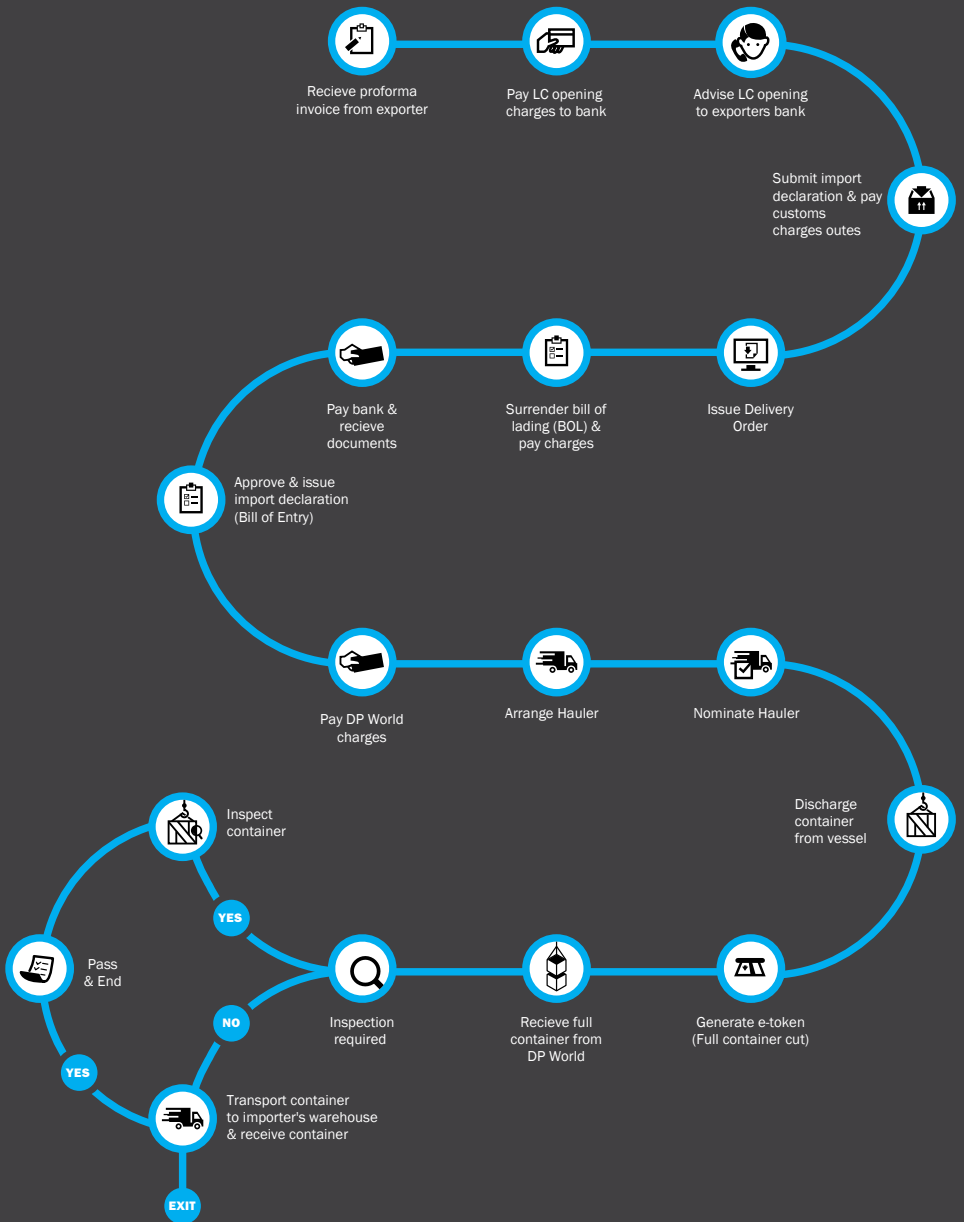 Recieve proforma
invoice from exporter
Pay LC opening
charges to bank
Advise LC opening
to exporters bank
Submit import
declaration & pay
customs
charges outes
Issue Delivery
Order
Surrender bill of
lading (BOL) &
pay charges
Pay bank &
recieve
documents
Approve & issue
import declaration
(Bill of Entry)
Pay DP World
charges
Arrange Hauler
Nominate Hauler
Discharge
container
from vessel
Generate e-token
(Full container cut)
Recieve full
container from
DP World
Inspection
required
YES
Inspect
container
Pass
& End
YES
NO
Transport container
to importer's warehouse
& receive container
EXIT